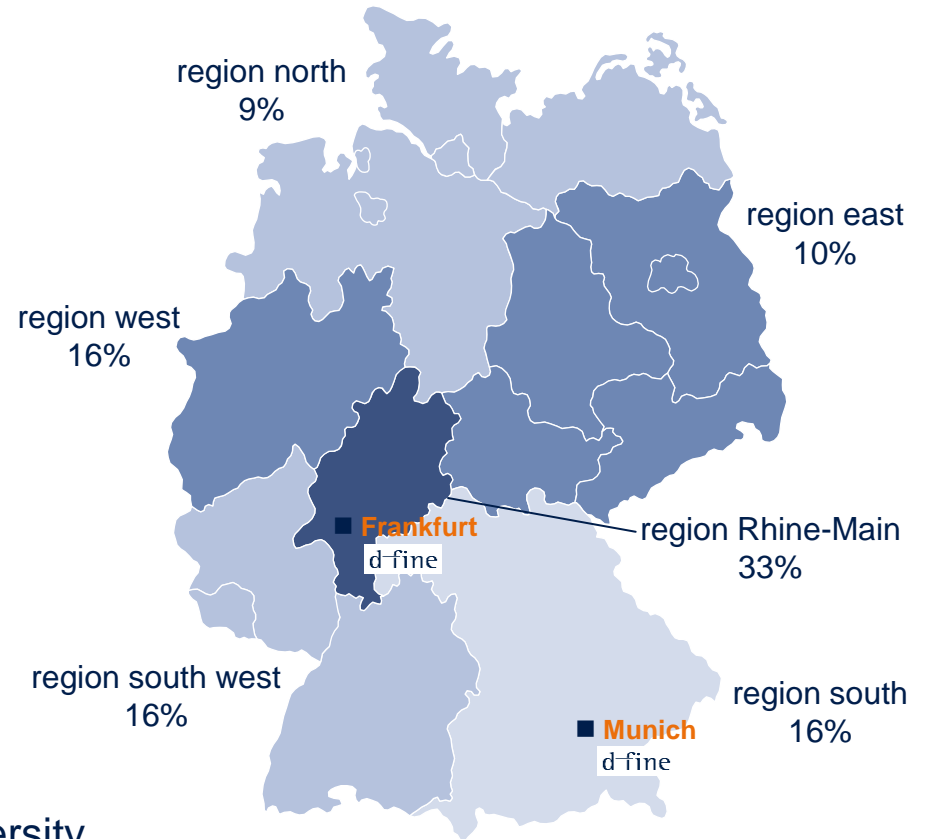 region north
9%
region east
10%
region west
16%
Frankfurt
d-fine
region Rhine-Main
33%
region south west
16%
region south
16%
Munich
d-fine